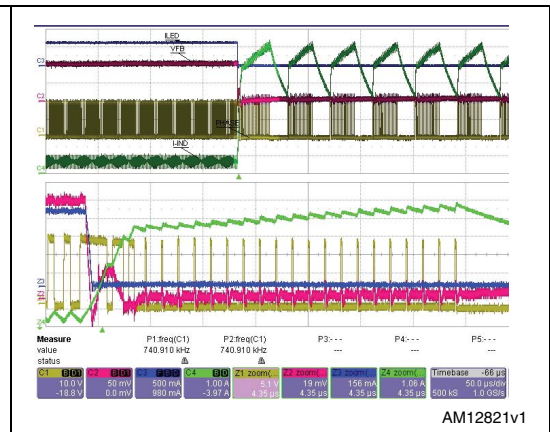 ILED
VFB
PHASE
I-IND
Measure P1:freq(C1) P2:freq(C1) P3:- - - P4:- - - P5:- - -
value 740.910 kHz 740.910 kHz --- --- ---
status
C1 C2 C3 C4 Z1 zoom(... Z2 zoom(... Z3 zoom(... Z4 zoom(... Timebase -66 µs
10.0 V 50 mV 500 mA 1.00 A 5.1 V 19 mV 156 mA 1.06 A 50.0 µs/div
-18.8 V 0.0 mV 980 mA -3.97 A 4.35 µs 4.35 µs 4.35 µs 4.35 µs 500 kS 1.0 GS/s
AM12821v1